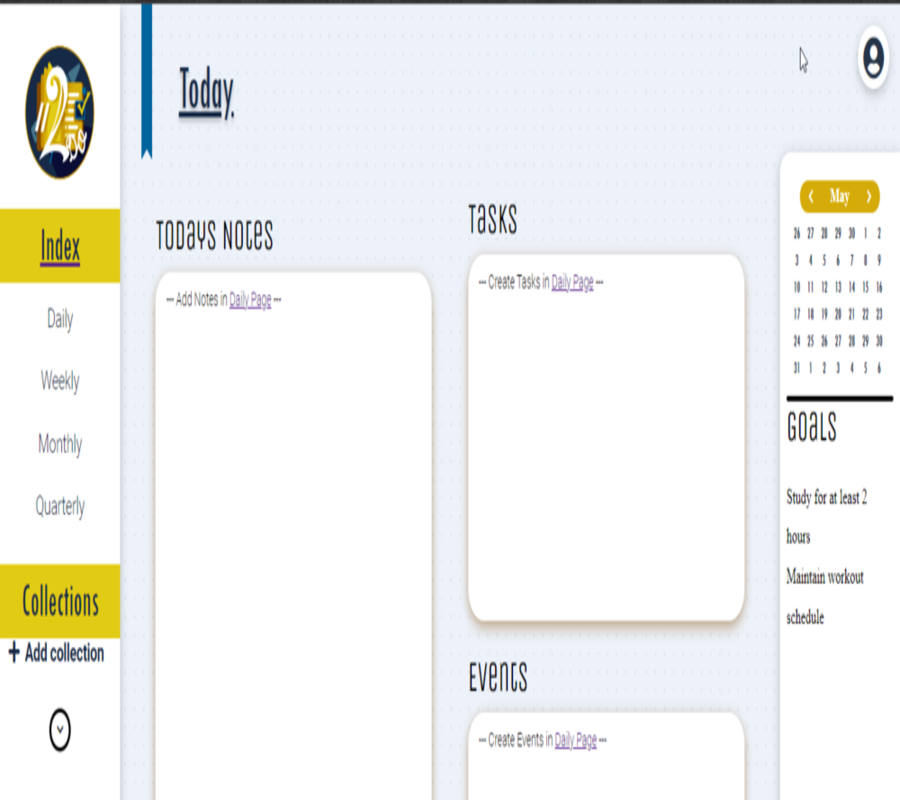 Today
Index
Daily
Weekly
Monthly
Quarterly
Collections
+ Add collection
Todays Notes
--- Add Notes in Daily Page ---
Tasks
--- Create Tasks in Daily Page ---
Events
--- Create Events in Daily Page ---
< May >
26 27 28 29 30 1 2
3 4 5 6 7 8 9
10 11 12 13 14 15 16
17 18 19 20 21 22 23
24 25 26 27 28 29 30
31 1 2 3 4 5 6
Goals
Study for at least 2
hours
Maintain workout
schedule